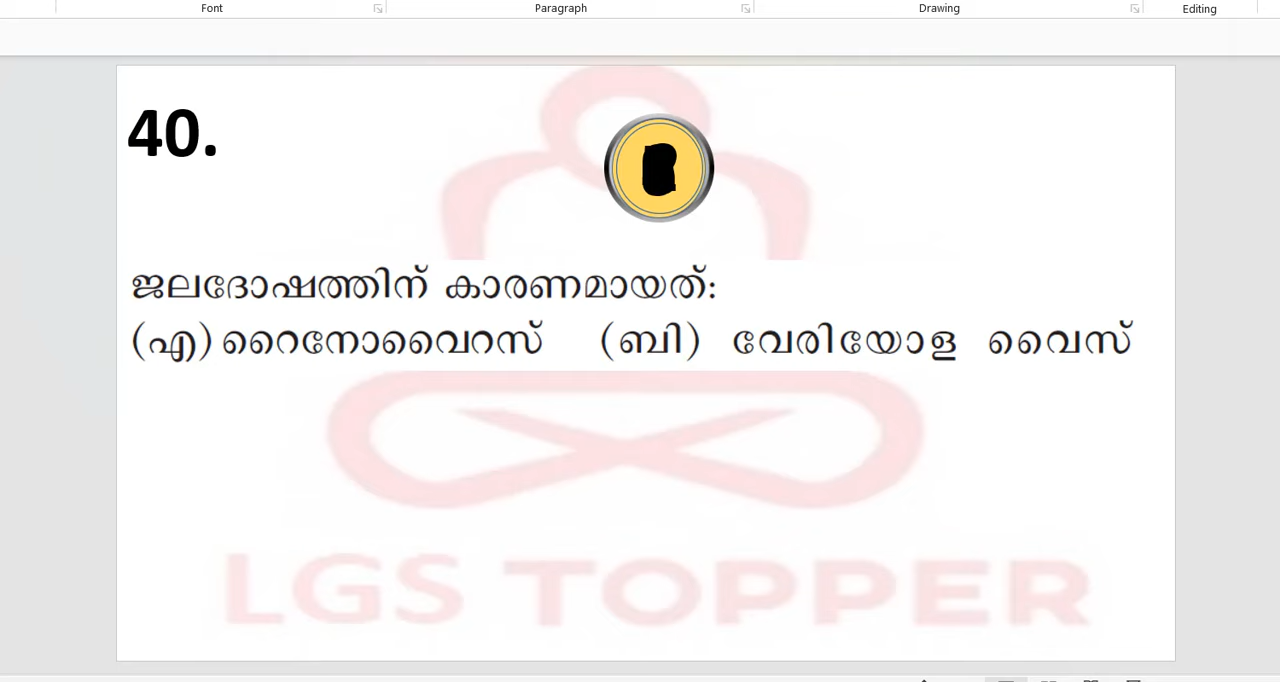 Font Paragraph Drawing Editing
40.
ജലദോഷത്തിന് കാരണമായത്:
(എ) റൈനോവൈറസ് (ബി) വേരിയോള വൈസ്
LGS TOPPER